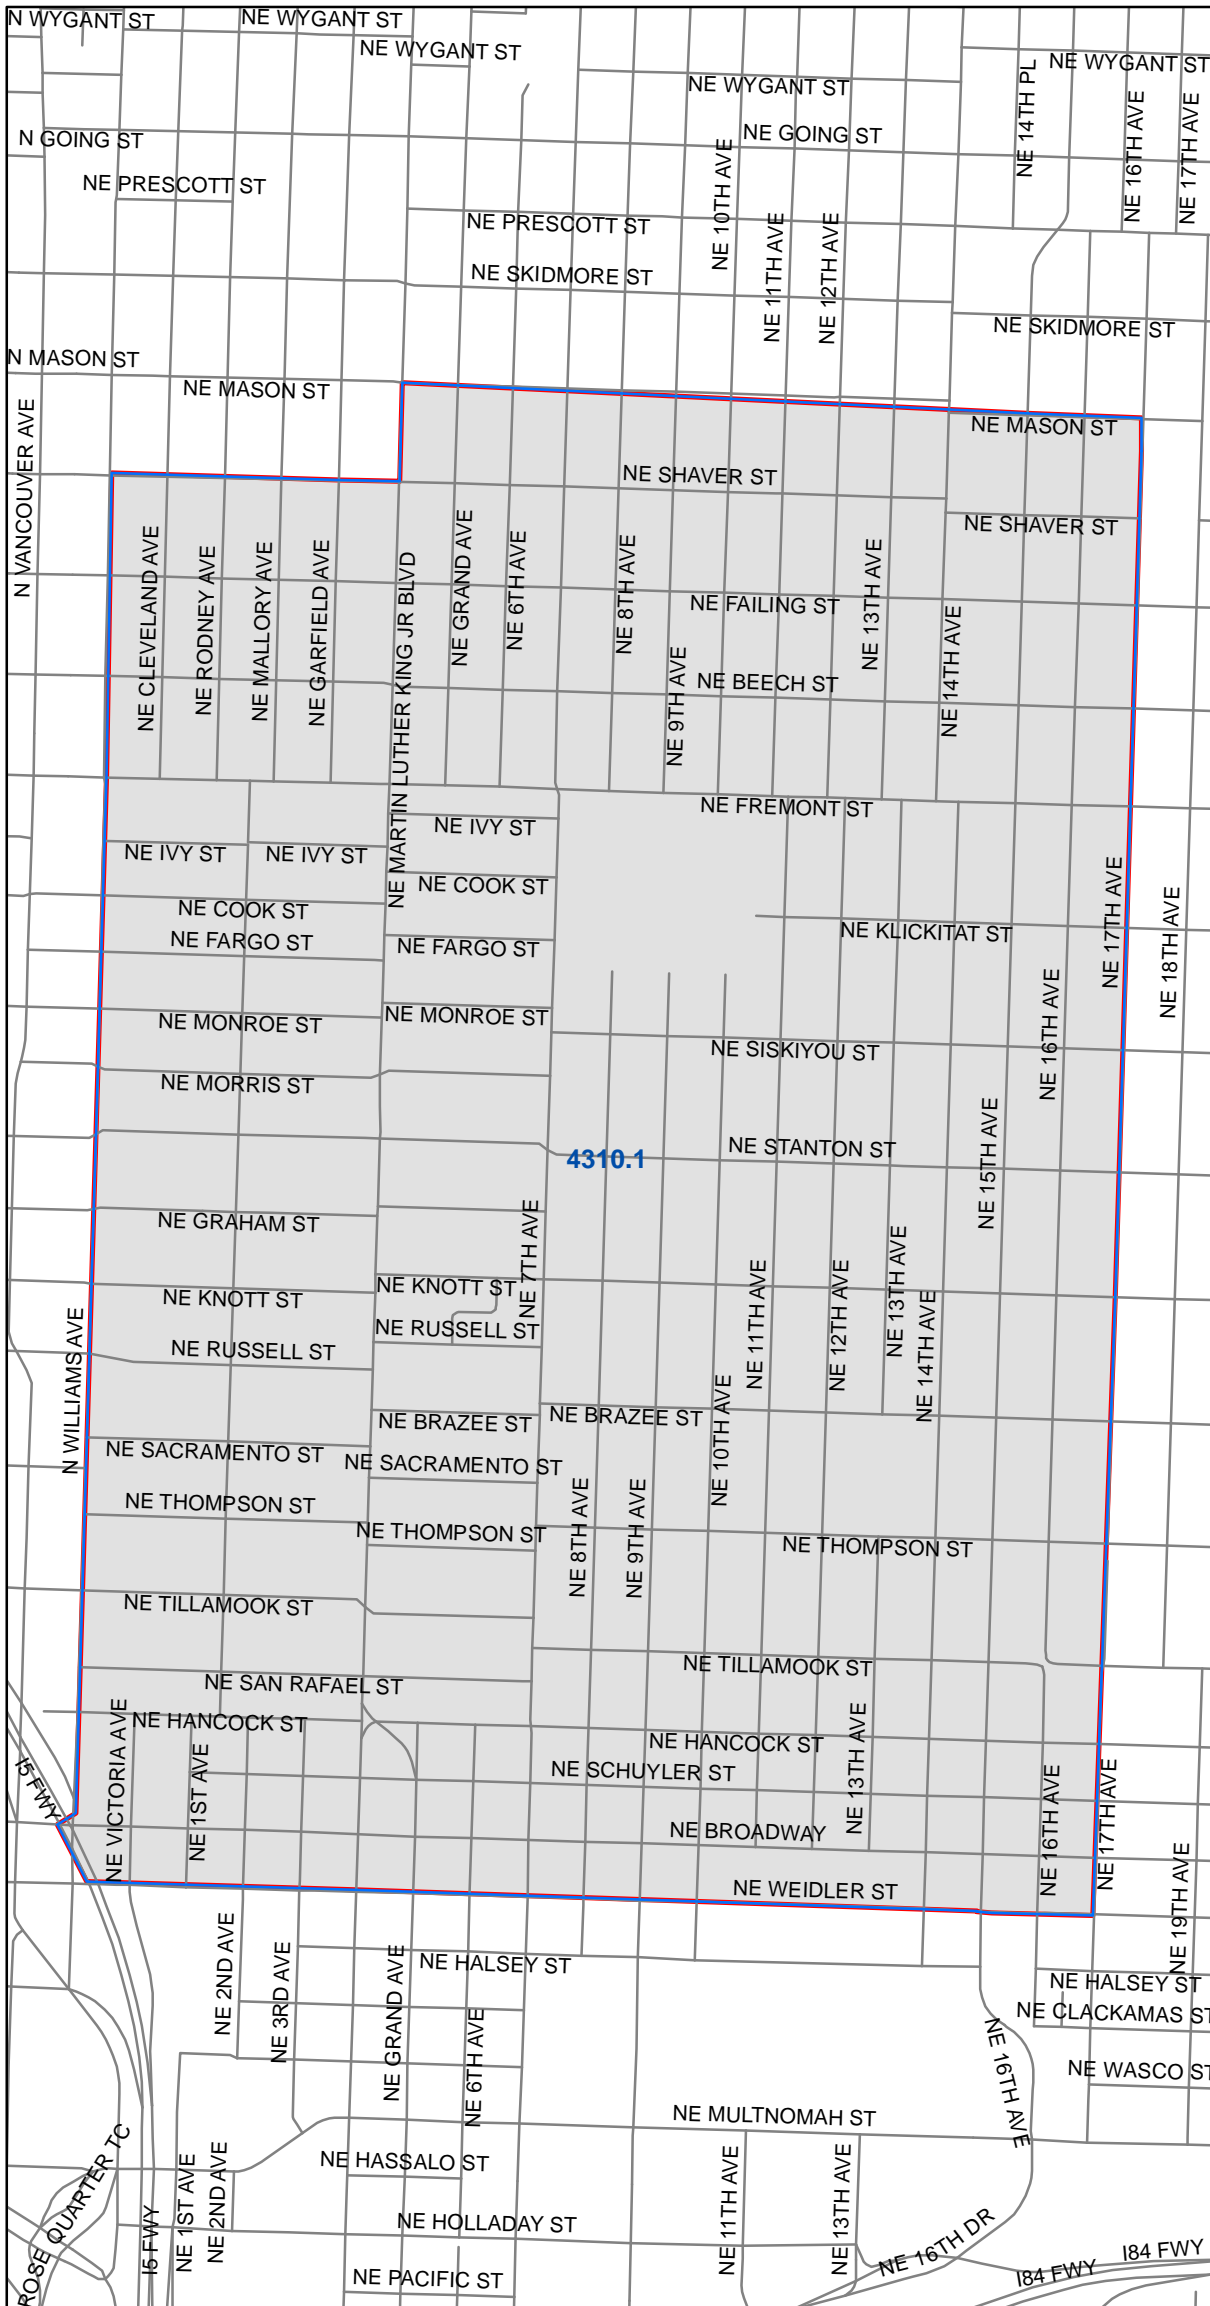 N WYGANT ST
NE WYGANT ST
NE WYGANT ST
NE WYGANT ST
NE WYGANT ST
NE 14TH PL
NE 16TH AVE
NE 17TH AVE
N GOING ST
NE GOING ST
NE PRESCOTT ST
NE 10TH AVE
NE PRESCOTT ST
NE 11TH AVE
NE 12TH AVE
NE SKIDMORE ST
NE SKIDMORE ST
N MASON ST
NE MASON ST
N VANCOUVER AVE
NE MASON ST
NE SHAVER ST
NE SHAVER ST
NE CLEVELAND AVE
NE RODNEY AVE
NE MALLORY AVE
NE GARFIELD AVE
NE MARTIN LUTHER KING JR BLVD
NE GRAND AVE
NE 6TH AVE
NE 8TH AVE
NE 9TH AVE
NE FAILING ST
NE 13TH AVE
NE 14TH AVE
NE BEECH ST
NE FREMONT ST
NE IVY ST
NE IVY ST
NE IVY ST
NE COOK ST
NE COOK ST
NE FARGO ST
NE FARGO ST
NE KLICKITAT ST
NE 17TH AVE
NE 18TH AVE
NE MONROE ST
NE MONROE ST
NE 16TH AVE
NE SISKIYOU ST
NE MORRIS ST
NE STANTON ST
4310.1
NE 15TH AVE
NE GRAHAM ST
NE 7TH AVE
NE KNOTT ST
NE KNOTT ST
NE 11TH AVE
NE 12TH AVE
NE 13TH AVE
NE 14TH AVE
N WILLIAMS AVE
NE RUSSELL ST
NE RUSSELL ST
NE BRAZEE ST
NE BRAZEE ST
NE 10TH AVE
NE SACRAMENTO ST
NE SACRAMENTO ST
NE THOMPSON ST
NE THOMPSON ST
NE 8TH AVE
NE 9TH AVE
NE THOMPSON ST
NE TILLAMOOK ST
NE TILLAMOOK ST
NE SAN RAFAEL ST
NE VICTORIA AVE
NE HANCOCK ST
NE HANCOCK ST
NE 1ST AVE
NE SCHUYLER ST
NE 13TH AVE
I5 FWY
NE 16TH AVE
NE 17TH AVE
NE BROADWAY
NE WEIDLER ST
NE 19TH AVE
NE 2ND AVE
NE 3RD AVE
NE GRAND AVE
NE HALSEY ST
NE HALSEY ST
NE 6TH AVE
NE CLACKAMAS ST
NE 16TH AVE
NE WASCO ST
NE MULTNOMAH ST
ROSE QUARTER TC
NE HASSALO ST
I5 FWY
NE 1ST AVE
NE 2ND AVE
NE HOLLADAY ST
NE 11TH AVE
NE 13TH AVE
NE 16TH DR
I84 FWY
I84 FWY
NE PACIFIC ST